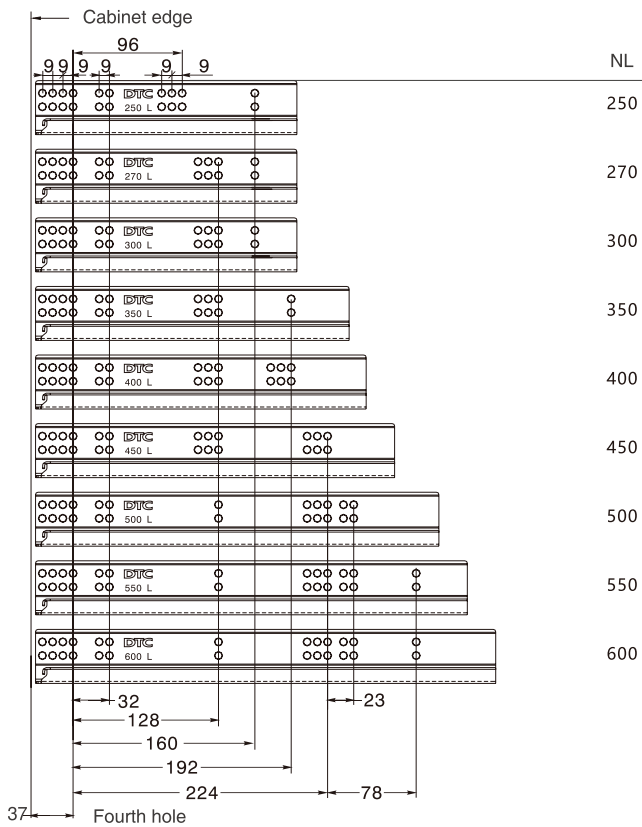 Cabinet edge
96
9 9 9 9 9 9
NL
DTC
250 L
250
DTC
270 L
270
DTC
300 L
300
DTC
350 L
350
DTC
400 L
400
DTC
450 L
450
DTC
500 L
500
DTC
550 L
550
DTC
600 L
600
32 23
128
160
192
224 78
37 Fourth hole